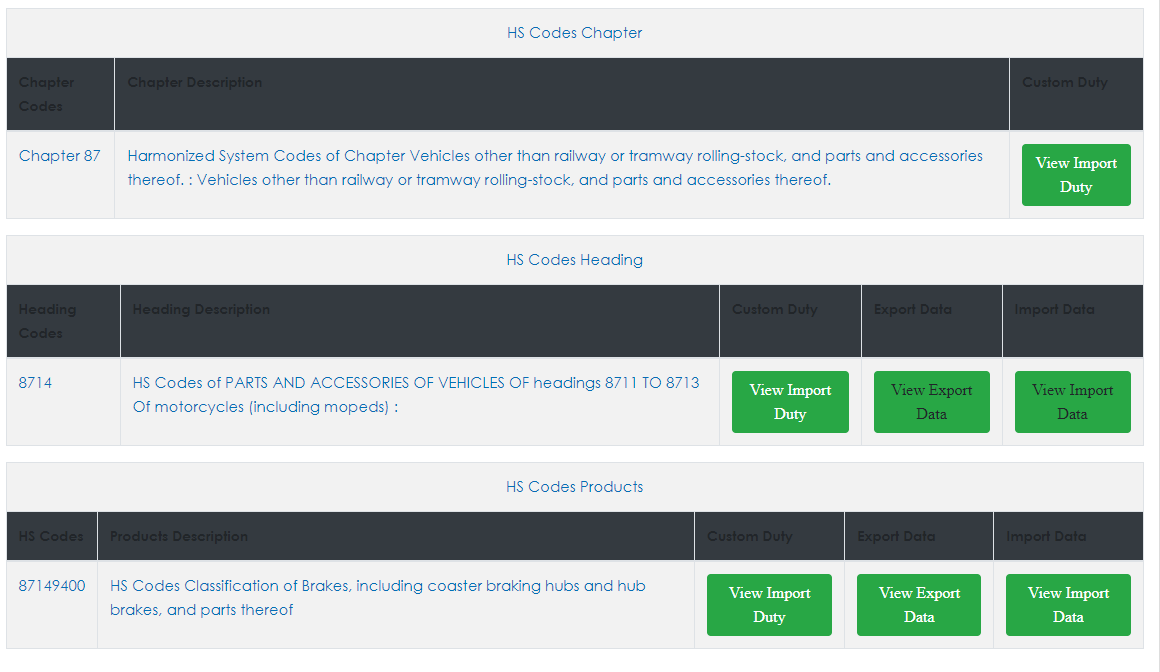 HS Codes Chapter
Chapter Codes
Chapter Description
Custom Duty
Chapter 87
Harmonized System Codes of Chapter Vehicles other than railway or tramway rolling-stock, and parts and accessories
thereof. : Vehicles other than railway or tramway rolling-stock, and parts and accessories thereof.
View Import
Duty
HS Codes Heading
Heading
Codes
Heading Description
Custom Duty
Export Data
Import Data
8714
HS Codes of PARTS AND ACCESSORIES OF VEHICLES OF headings 8711 TO 8713
Of motorcycles (including mopeds) :
View Import
Duty
View Export
Data
View Import
Data
HS Codes Products
HS Codes
Products Description
Custom Duty
Export Data
Import Data
87149400
HS Codes Classification of Brakes, including coaster braking hubs and hub
brakes, and parts thereof
View Import
Duty
View Export
Data
View Import
Data